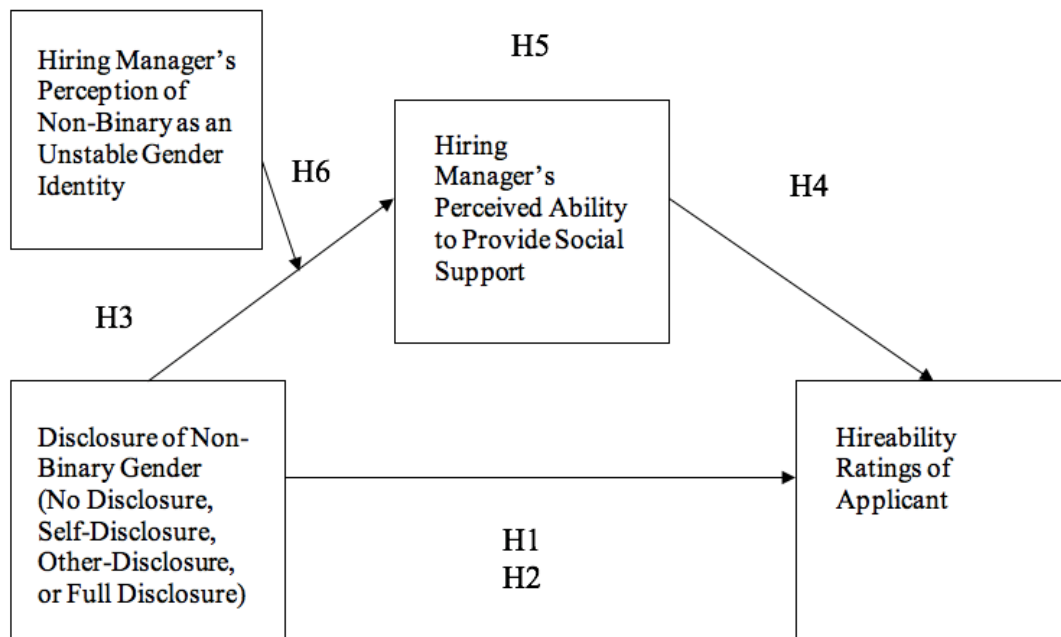 Hiring Manager’s
Perception of
Non-Binary as an
Unstable Gender
Identity
H5
H6
Hiring
Manager’s
Perceived Ability
to Provide Social
Support
H4
H3
Disclosure of Non-
Binary Gender
(No Disclosure,
Self-Disclosure,
Other-Disclosure,
or Full Disclosure)
H1
H2
Hireability
Ratings of
Applicant